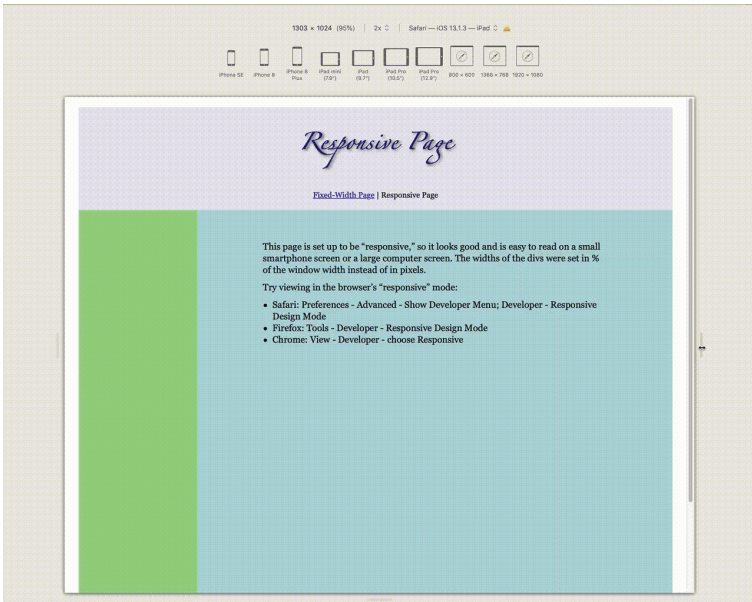 1303 × 1024 (96%) | 2x | Safari — iOS 13.1.3 — iPad
iPhone SE iPhone 8 iPhone 8 Plus iPad mini (7.9") iPad (9.7") iPad Pro (10.5") iPad Pro (12.9") 800 × 600 1366 × 768 1920 × 1080
Responsive Page
Fixed-Width Page | Responsive Page
This page is set up to be “responsive,” so it looks good and is easy to read on a small
smartphone screen or a large computer screen. The widths of the divs were set in %
of the window width instead of in pixels.
Try viewing in the browser’s “responsive” mode:
• Safari: Preferences - Advanced - Show Developer Menu; Developer - Responsive
Design Mode
• Firefox: Tools - Developer - Responsive Design Mode
• Chrome: View - Developer - choose Responsive